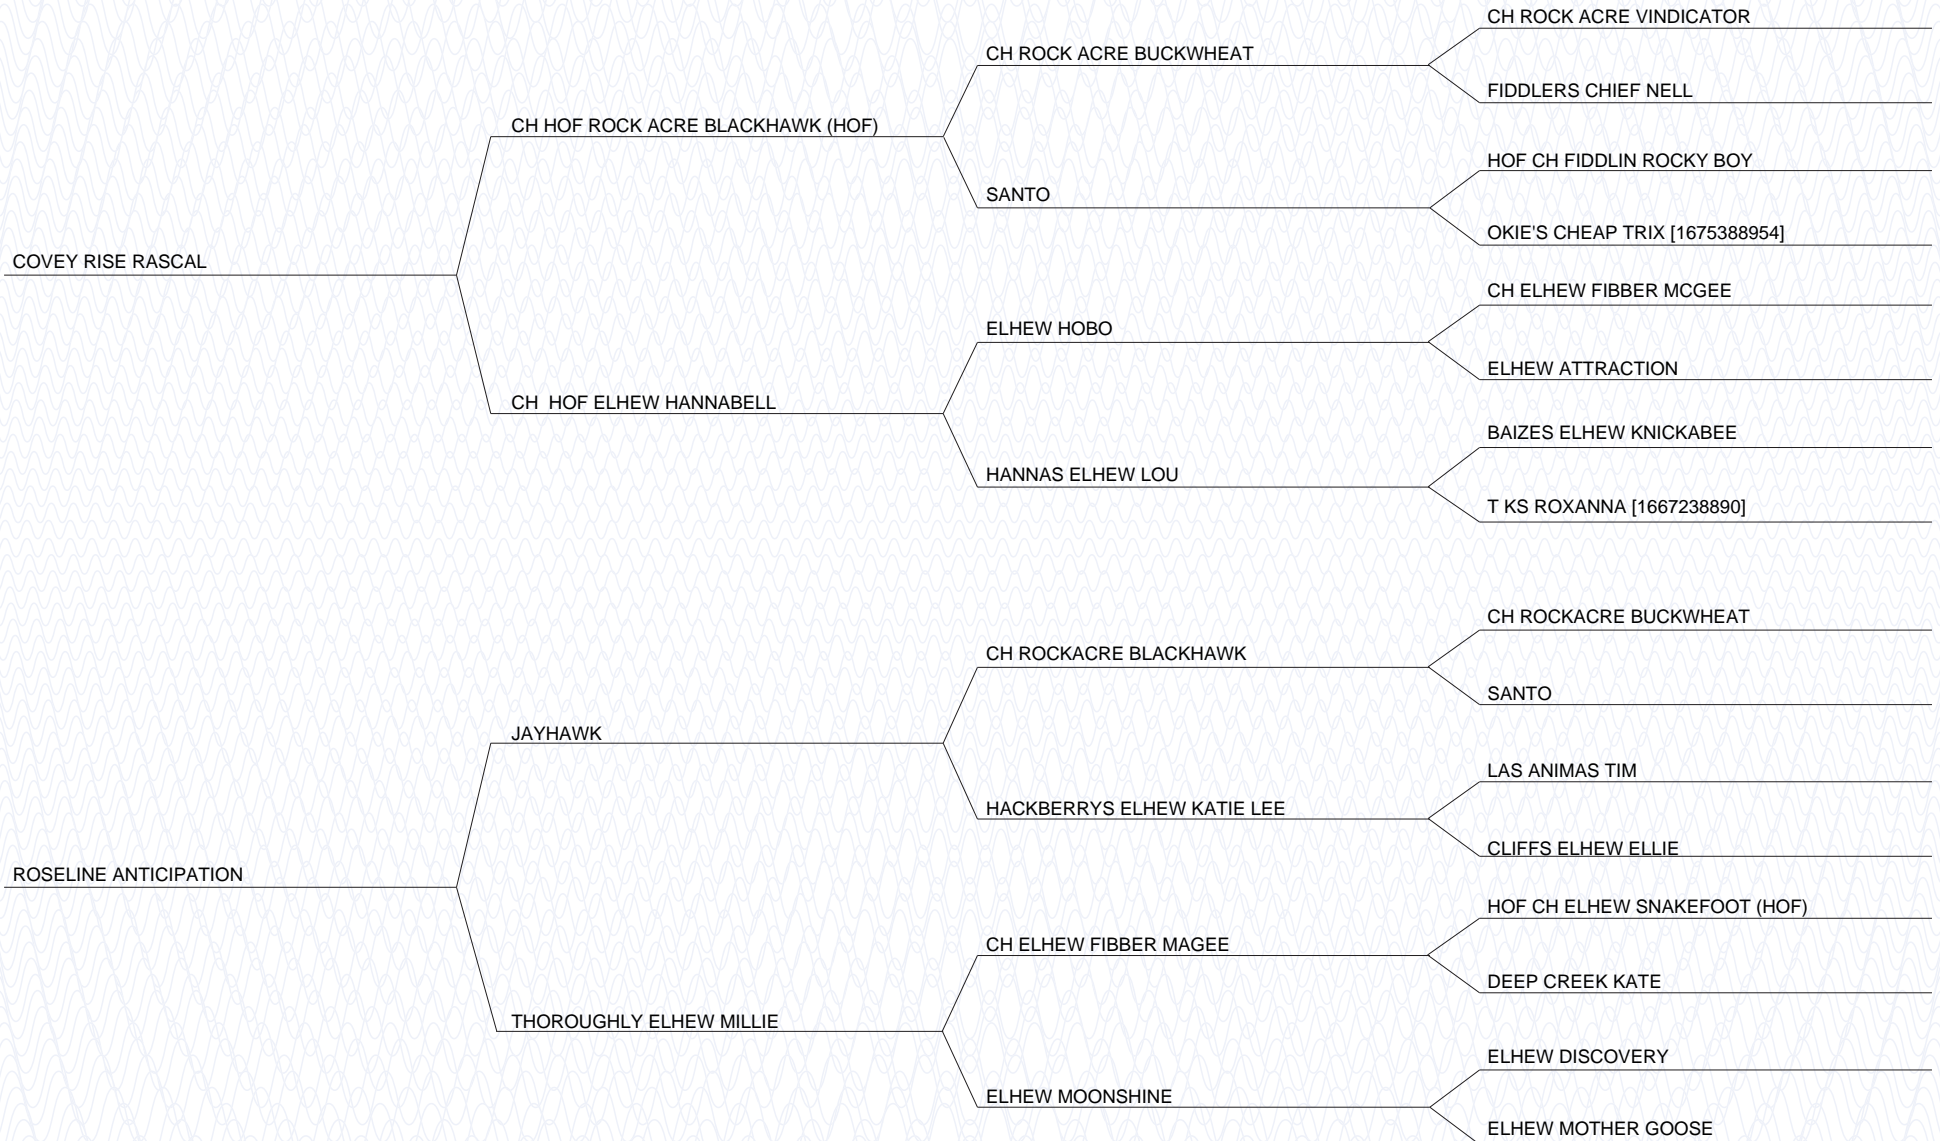 CH ROCK ACRE VINDICATOR
CH ROCK ACRE BUCKWHEAT
FIDDLERS CHIEF NELL
CH HOF ROCK ACRE BLACKHAWK (HOF)
HOF CH FIDDLIN ROCKY BOY
SANTO
OKIE'S CHEAP TRIX [1675388954]
COVEY RISE RASCAL
CH ELHEW FIBBER MCGEE
ELHEW HOBO
ELHEW ATTRACTION
CH  HOF ELHEW HANNABELL
BAIZES ELHEW KNICKABEE
HANNAS ELHEW LOU
T KS ROXANNA [1667238890]
CH ROCKACRE BUCKWHEAT
CH ROCKACRE BLACKHAWK
SANTO
JAYHAWK
LAS ANIMAS TIM
HACKBERRYS ELHEW KATIE LEE
CLIFFS ELHEW ELLIE
ROSELINE ANTICIPATION
HOF CH ELHEW SNAKEFOOT (HOF)
CH ELHEW FIBBER MAGEE
DEEP CREEK KATE
THOROUGHLY ELHEW MILLIE
ELHEW DISCOVERY
ELHEW MOONSHINE
ELHEW MOTHER GOOSE